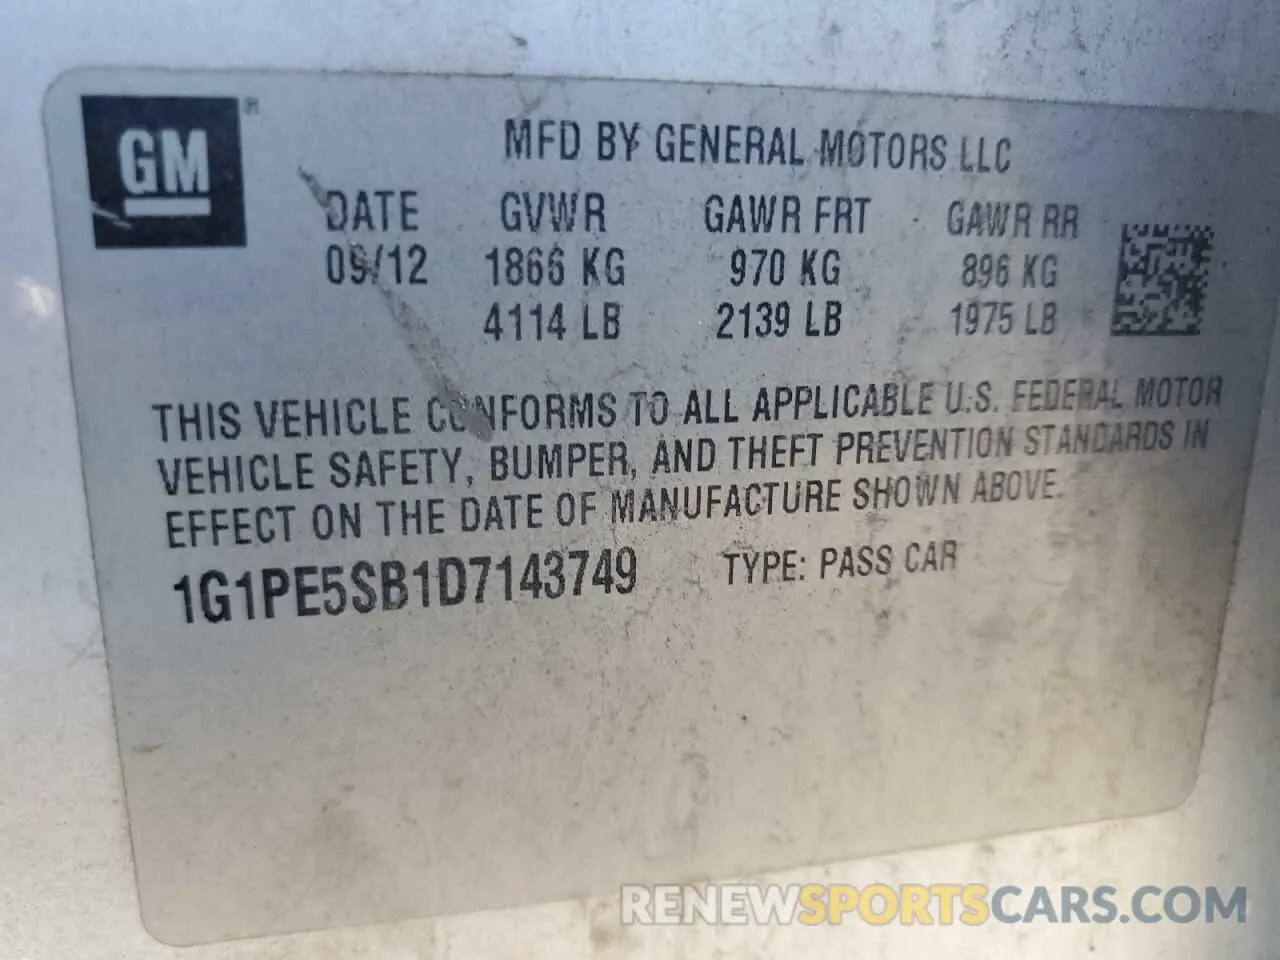 GM
MFD BY GENERAL MOTORS LLC
DATE GVWR GAWR FRT GAWR RR
09/12 1866 KG 970 KG 896 KG
4114 LB 2139 LB 1975 LB
THIS VEHICLE CONFORMS TO ALL APPLICABLE U.S. FEDERAL MOTOR
VEHICLE SAFETY, BUMPER, AND THEFT PREVENTION STANDARDS IN
EFFECT ON THE DATE OF MANUFACTURE SHOWN ABOVE.
1G1PE5SB1D7143749 TYPE: PASS CAR
RENEWSPORTSCARS.COM